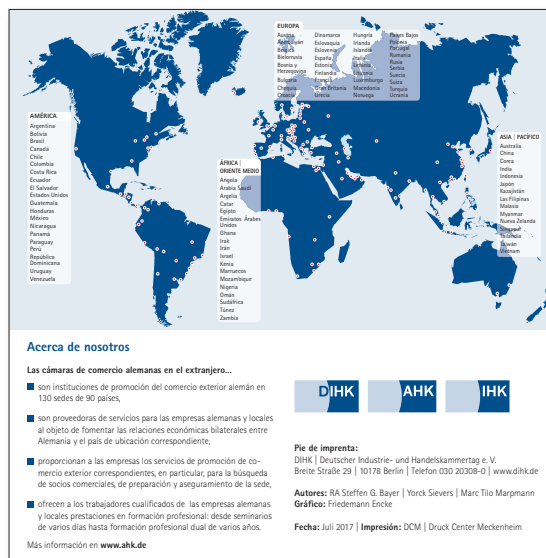 EUROPA
Austria
Azerbaiyán
Bélgica
Bielorrusia
Bosnia y
Herzegovina
Bulgaria
Chequia
Croacia
Dinamarca
Eslovaquia
Eslovenia
España
Estonia
Finlandia
Francia
Gran Bretaña
Grecia
Hungría
Irlanda
Islandia
Italia
Letonia
Lituania
Luxemburgo
Macedonia
Noruega
Países Bajos
Polonia
Portugal
Rumanía
Rusia
Serbia
Suecia
Suiza
Turquía
Ucrania
AMÉRICA
Argentina
Bolivia
Brasil
Canadá
Chile
Colombia
Costa Rica
Ecuador
El Salvador
Estados Unidos
Guatemala
Honduras
México
Nicaragua
Panamá
Paraguay
Perú
República
Dominicana
Uruguay
Venezuela
ÁFRICA |
ORIENTE MEDIO
Angola
Arabia Saudí
Argelia
Catar
Egipto
Emiratos Árabes
Unidos
Ghana
Irak
Irán
Israel
Kenia
Marruecos
Mozambique
Nigeria
Omán
Sudáfrica
Túnez
Zambia
ASIA | PACÍFICO
Australia
China
Corea
India
Indonesia
Japón
Kazajistán
Las Filipinas
Malasia
Myanmar
Nueva Zelanda
Singapur
Tailandia
Taiwán
Vietnam
Acerca de nosotros
Las cámaras de comercio alemanas en el extranjero...
son instituciones de promoción del comercio exterior alemán en
130 sedes de 90 países,
son proveedoras de servicios para las empresas alemanas y locales
al objeto de fomentar las relaciones económicas bilaterales entre
Alemania y el país de ubicación correspondiente,
proporcionan a las empresas los servicios de promoción de co-
mercio exterior correspondientes, en particular, para la búsqueda
de socios comerciales, de preparación y aseguramiento de la sede,
ofrecen a los trabajadores cualificados de las empresas alemanas
y locales prestaciones en formación profesional: desde seminarios
de varios días hasta formación profesional dual de varios años.
Más información en www.ahk.de
DIHK
AHK
IHK
Pie de imprenta:
DIHK | Deutscher Industrie- und Handelskammertag e. V.
Breite Straße 29 | 10178 Berlin | Telefon 030 20308-0 | www.dihk.de
Autores: RA Steffen G. Bayer | Yorck Sievers | Marc Tilo Marpmann
Gráfico: Friedemann Encke
Fecha: Juli 2017 | Impresión: DCM | Druck Center Meckenheim